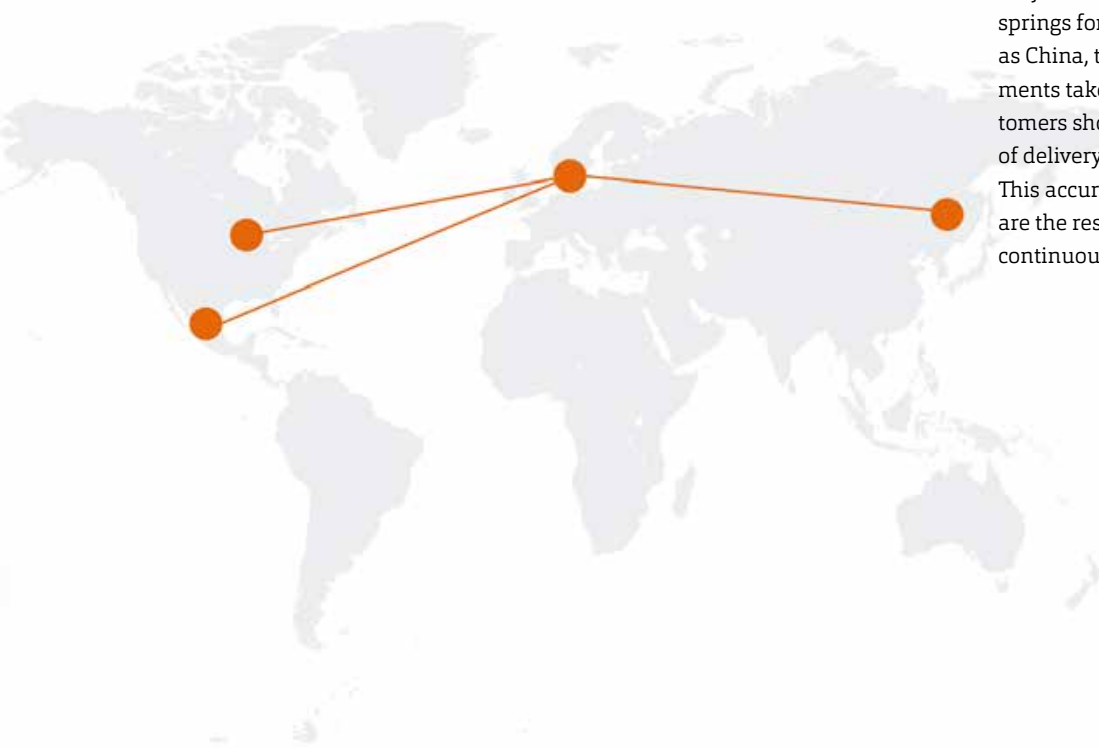 springs for
as China, t
ments take
tomers sho
of delivery
This accur
are the res
continuou